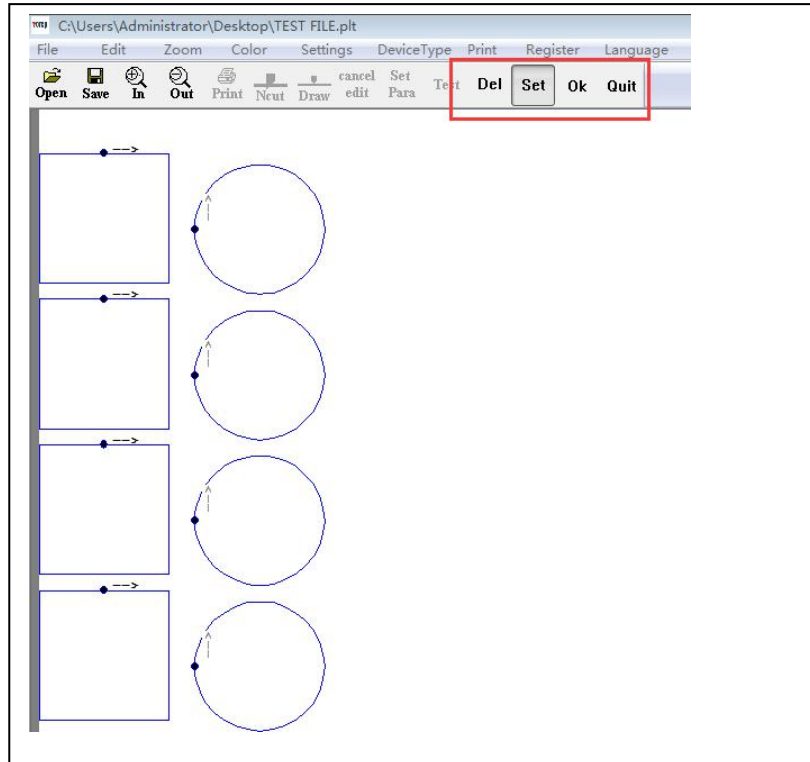 C:\Users\Administrator\Desktop\TEST FILE.plt
File Edit Zoom Color Settings DeviceType Print Register Language
Open Save In Out Print Ncut Draw cancel edit Set Para Test Del Set Ok Quit